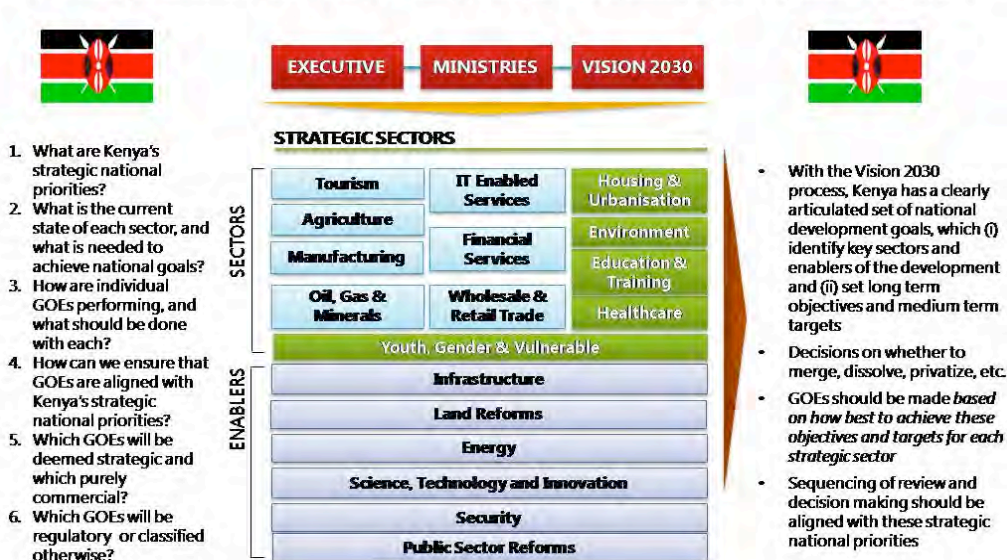 EXECUTIVE
MINISTRIES
VISION 2030
1. What are Kenya's
strategic national
priorities?
2. What is the current
state of each sector, and
what is needed to
achieve national goals?
3. How are individual
GOEs performing, and
what should be done
with each?
4. How can we ensure that
GOEs are aligned with
Kenya's strategic
national priorities?
5. Which GOEs will be
deemed strategic and
which purely
commercial?
6. Which GOEs will be
regulatory or classified
otherwise?
STRATEGIC SECTORS
SECTORS
Tourism
Agriculture
Manufacturing
Oil, Gas &
Minerals
IT Enabled
Services
Financial
Services
Wholesale &
Retail Trade
Housing &
Urbanisation
Environment
Education &
Training
Healthcare
Youth, Gender & Vulnerable
ENABLERS
Infrastructure
Land Reforms
Energy
Science, Technology and Innovation
Security
Public Sector Reforms
• With the Vision 2030
process, Kenya has a clearly
articulated set of national
development goals, which (i)
identify key sectors and
enablers of the development
and (ii) set long term
objectives and medium term
targets
• Decisions on whether to
merge, dissolve, privatize, etc.
• GOEs should be made based
on how best to achieve these
objectives and targets for each
strategic sector
• Sequencing of review and
decision making should be
aligned with these strategic
national priorities